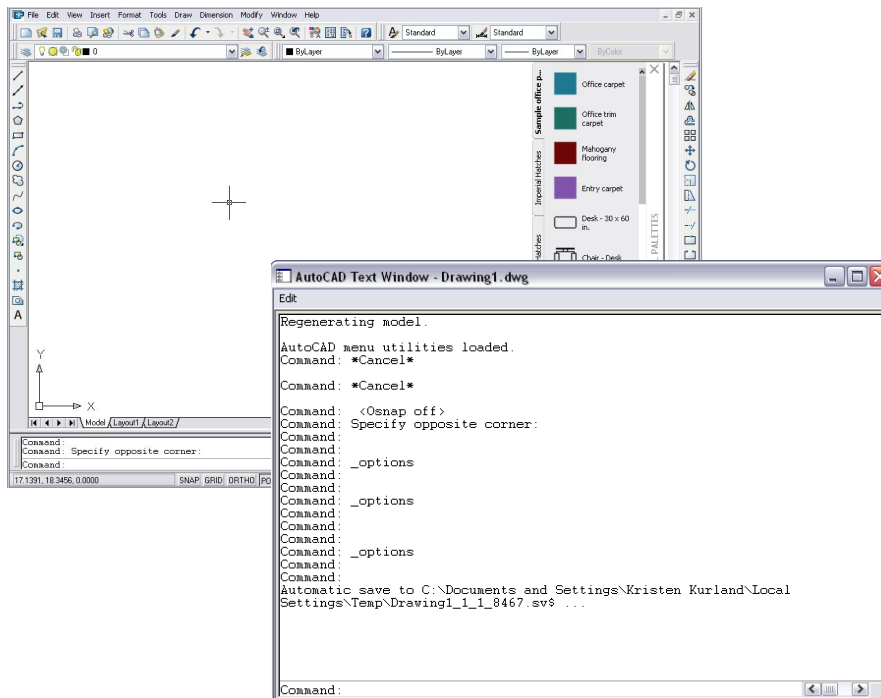 File Edit View Insert Format Tools Draw Dimension Modify Window Help
Standard Standard
0 ByLayer ByLayer ByLayer ByColor
Sample office p...
Imperial Hatches
Hatches
PALETTES
Office carpet
Office trim
carpet
Mahogany
flooring
Entry carpet
Desk - 30 x 60
in.
Chair - Desk
A
Y
X
Model Layout1 Layout2
Command:
Command: Specify opposite corner:
Command:
17.1391, 18.3456, 0.0000 SNAP GRID ORTHO PO
AutoCAD Text Window - Drawing1.dwg
Edit
Regenerating model.
AutoCAD menu utilities loaded.
Command: *Cancel*
Command: *Cancel*
Command: <Osnap off>
Command: Specify opposite corner:
Command:
Command:
Command: _options
Command:
Command:
Command: _options
Command:
Command:
Command:
Command: _options
Command:
Command:
Automatic save to C:\Documents and Settings\Kristen Kurland\Local
Settings\Temp\Drawing1_1_1_8467.sv$ ...
Command: